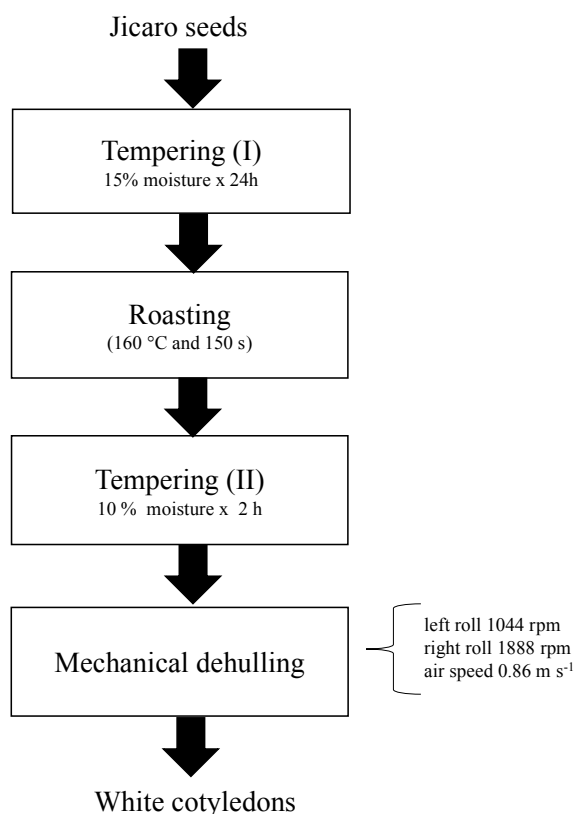 Jicaro seeds
Tempering (I)
15% moisture x 24h
Roasting
(160 °C and 150 s)
Tempering (II)
10 % moisture x 2 h
Mechanical dehulling
left roll 1044 rpm
right roll 1888 rpm
air speed 0.86 m s⁻¹
White cotyledons